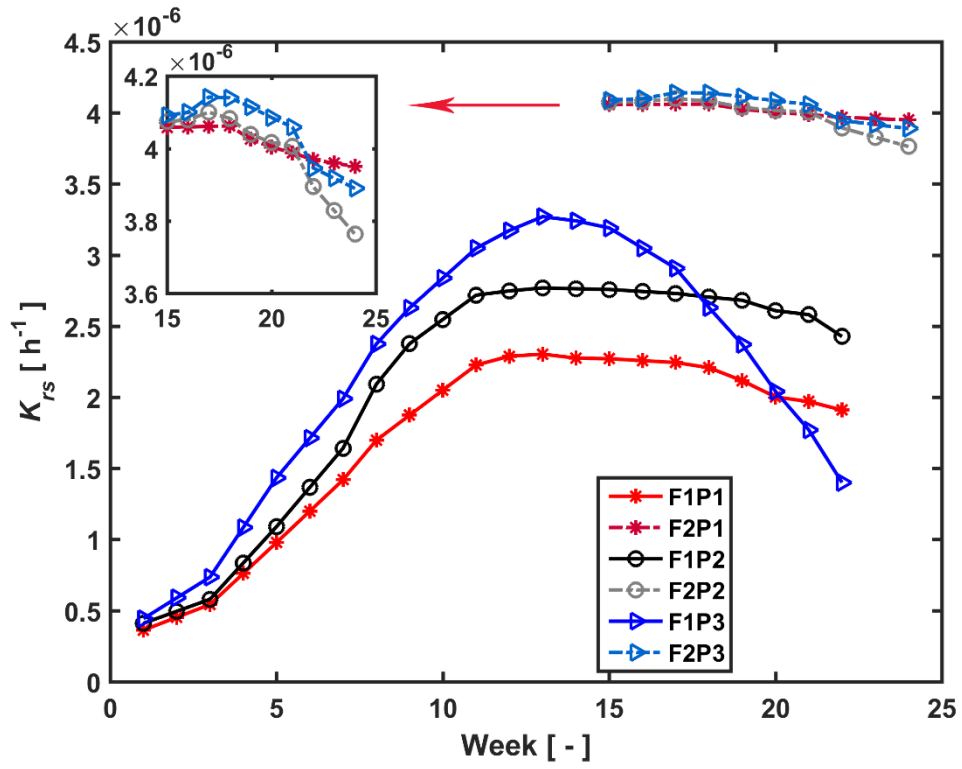 ×10⁻⁶
4.5
4
3.5
3
2.5
2
1.5
1
0.5
0
K_rs [ h⁻¹ ]
×10⁻⁶
4.2
4
3.8
3.6
15 20 25
F1P1
F2P1
F1P2
F2P2
F1P3
F2P3
0 5 10 15 20 25
Week [ - ]